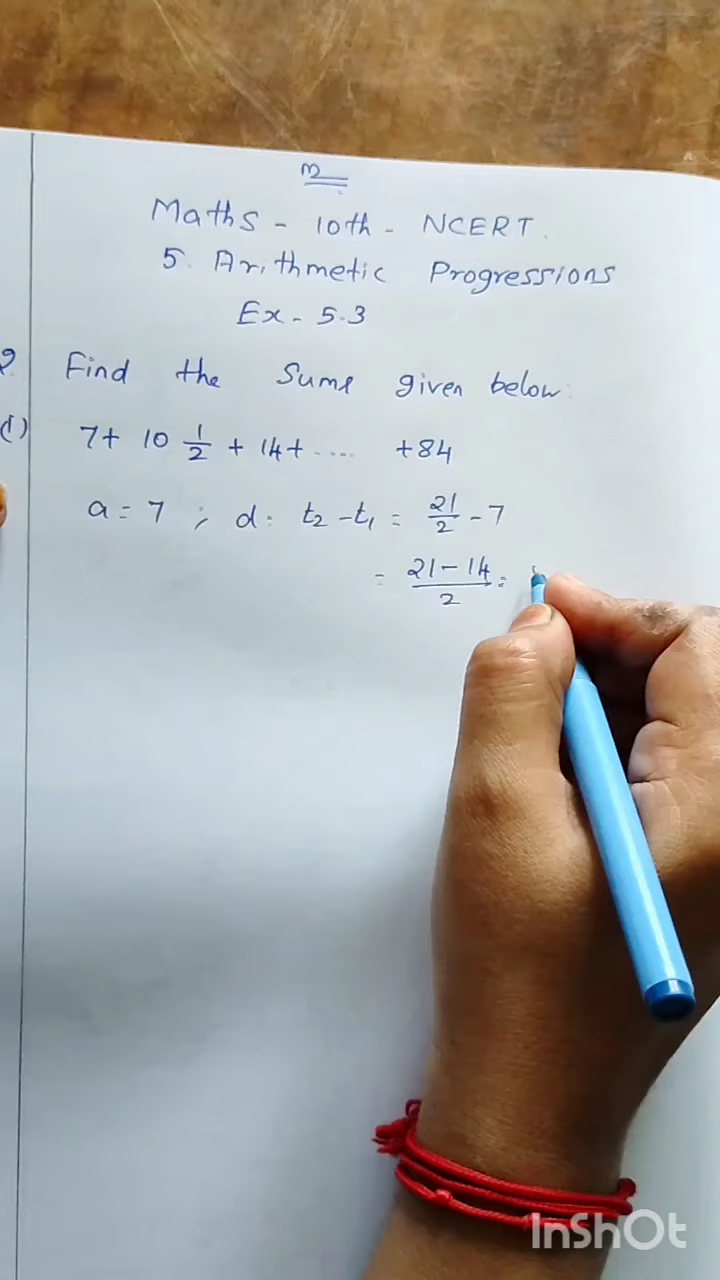 m
Maths - 10th - NCERT.
5. Arithmetic Progressions
Ex - 5.3
2. Find the Sums given below:
(i) 7+ 10 1/2 + 14+ .... +84
a = 7 ; d = t₂ - t₁ = 21/2 - 7
= 21-14/2 =
InShOt